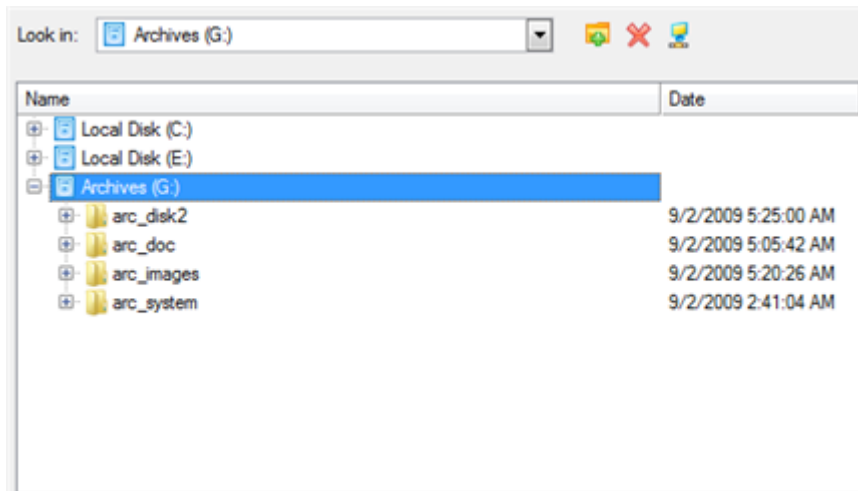 Look in: Archives (G:)
Name Date
Local Disk (C:)
Local Disk (E:)
Archives (G:)
arc_disk2 9/2/2009 5:25:00 AM
arc_doc 9/2/2009 5:05:42 AM
arc_images 9/2/2009 5:20:26 AM
arc_system 9/2/2009 2:41:04 AM